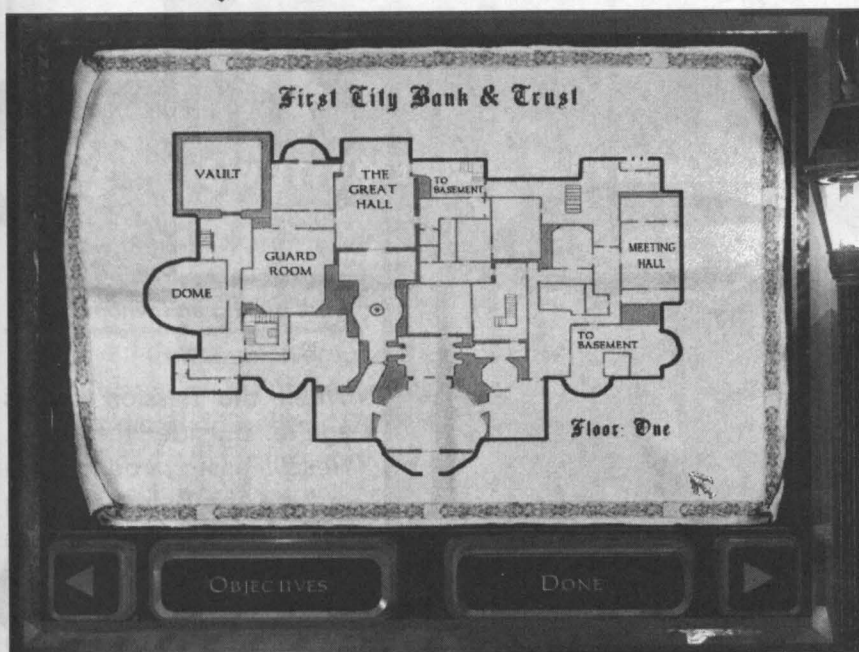 First City Bank & Trust
VAULT
THE
GREAT
HALL
TO
BASEMENT
GUARD
ROOM
MEETING
HALL
DOME
TO
BASEMENT
Floor: One
OBJECTIVES
DONE